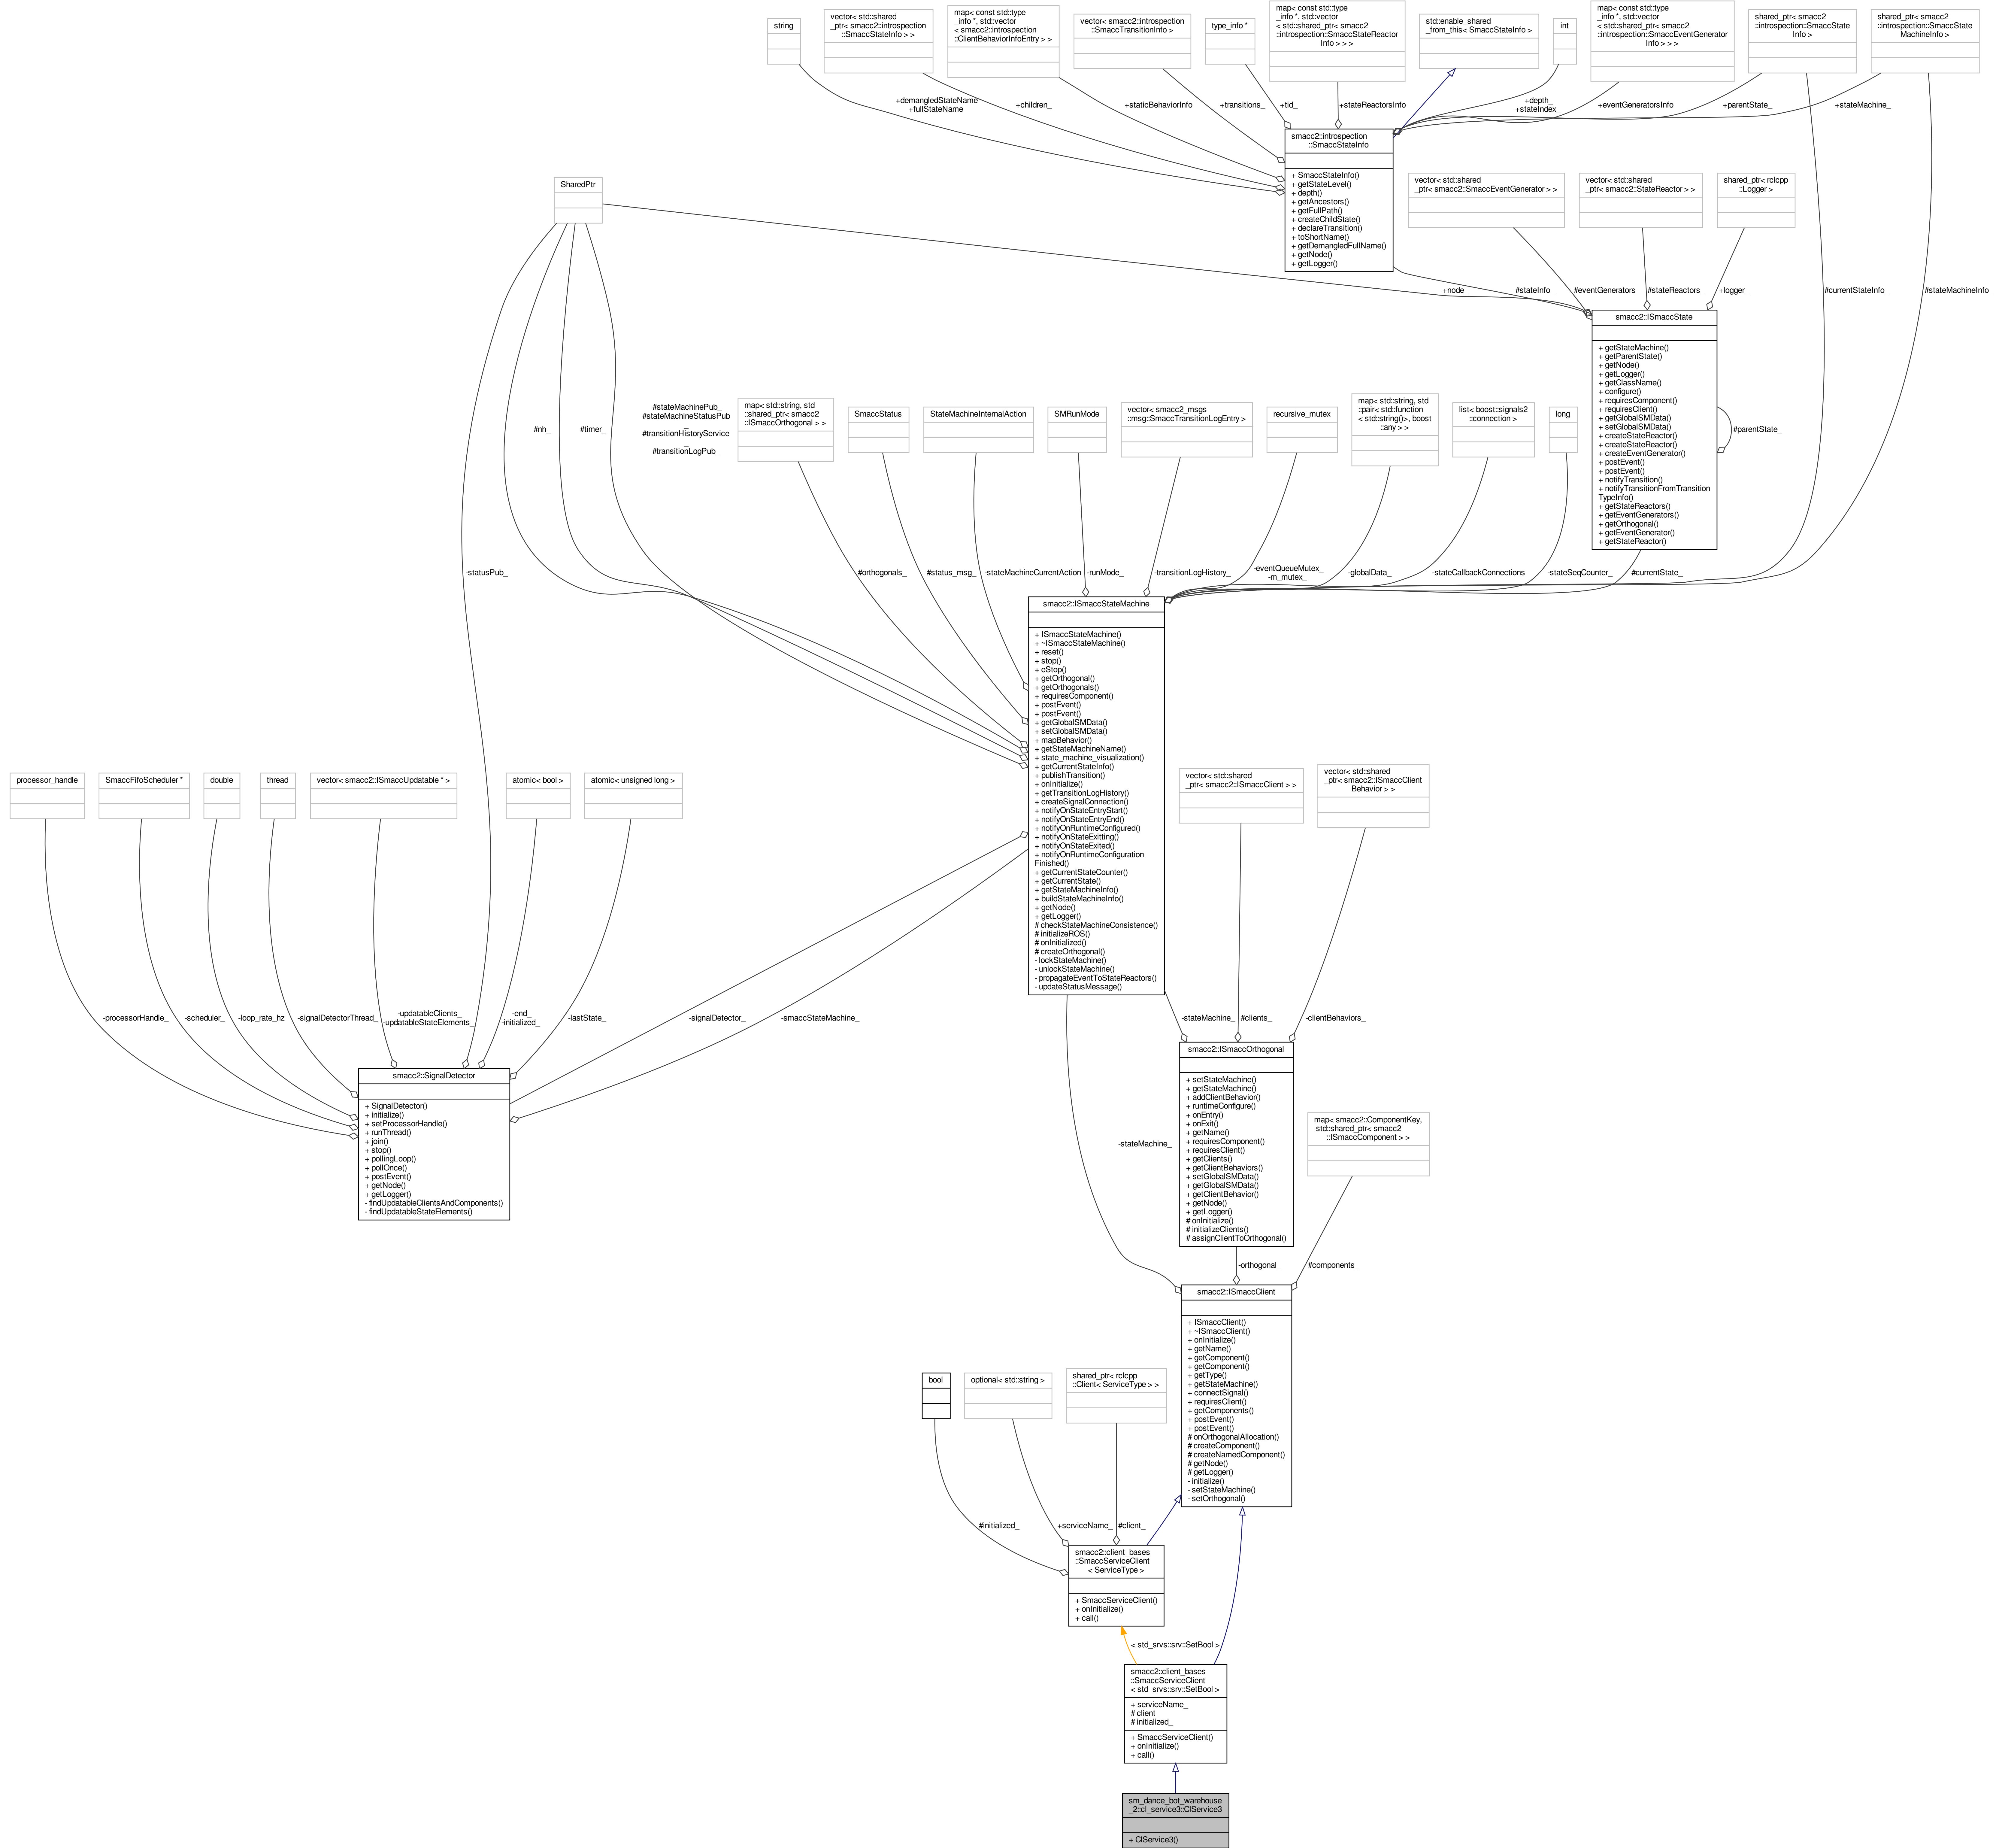 string
vector< std::shared
_ptr< smacc2::introspection
::SmaccStateInfo > >
map< const std::type
_info *, std::vector
< smacc2::introspection
::ClientBehaviorInfoEntry > >
vector< smacc2::introspection
::SmaccTransitionInfo >
type_info *
map< const std::type
_info *, std::vector
< std::shared_ptr< smacc2
::introspection::SmaccStateReactor
Info > > >
std::enable_shared
_from_this< SmaccStateInfo >
int
map< const std::type
_info *, std::vector
< std::shared_ptr< smacc2
::introspection::SmaccEventGenerator
Info > > >
shared_ptr< smacc2
::introspection::SmaccState
Info >
shared_ptr< smacc2
::introspection::SmaccState
MachineInfo >
+demangledStateName
+fullStateName
+children_
+staticBehaviorInfo
+transitions_
+tid_
+stateReactorsInfo
+depth_
+stateIndex_
+eventGeneratorsInfo
+parentState_
+stateMachine_
smacc2::introspection
::SmaccStateInfo
+ SmaccStateInfo()
+ getStateLevel()
+ depth()
+ getAncestors()
+ getFullPath()
+ createChildState()
+ declareTransition()
+ toShortName()
+ getDemangledFullName()
+ getNode()
+ getLogger()
SharedPtr
vector< std::shared
_ptr< smacc2::SmaccEventGenerator > >
vector< std::shared
_ptr< smacc2::StateReactor > >
shared_ptr< rclcpp
::Logger >
+node_
#stateInfo_
#eventGenerators_
#stateReactors_
+logger_
#currentStateInfo_
#stateMachineInfo_
smacc2::ISmaccState
+ getStateMachine()
+ getParentState()
+ getNode()
+ getLogger()
+ getClassName()
+ configure()
+ requiresComponent()
+ requiresClient()
+ getGlobalSMData()
+ setGlobalSMData()
+ createStateReactor()
+ createStateReactor()
+ createEventGenerator()
+ postEvent()
+ postEvent()
+ notifyTransition()
+ notifyTransitionFromTransition
TypeInfo()
+ getStateReactors()
+ getEventGenerators()
+ getOrthogonal()
+ getEventGenerator()
+ getStateReactor()
#parentState_
#nh_
#timer_
#stateMachinePub_
#stateMachineStatusPub
_
#transitionHistoryService
_
#transitionLogPub_
map< std::string, std
::shared_ptr< smacc2
::ISmaccOrthogonal > >
SmaccStatus
StateMachineInternalAction
SMRunMode
vector< smacc2_msgs
::msg::SmaccTransitionLogEntry >
recursive_mutex
map< std::string, std
::pair< std::function
< std::string()>, boost
::any > >
list< boost::signals2
::connection >
long
-statusPub_
#orthogonals_
#status_msg_
-stateMachineCurrentAction
-runMode_
-transitionLogHistory_
-eventQueueMutex_
-m_mutex_
-globalData_
-stateCallbackConnections
-stateSeqCounter_
#currentState_
smacc2::ISmaccStateMachine
+ ISmaccStateMachine()
+ ~ISmaccStateMachine()
+ reset()
+ stop()
+ eStop()
+ getOrthogonal()
+ getOrthogonals()
+ requiresComponent()
+ postEvent()
+ postEvent()
+ getGlobalSMData()
+ setGlobalSMData()
+ mapBehavior()
+ getStateMachineName()
+ state_machine_visualization()
+ getCurrentStateInfo()
+ publishTransition()
+ onInitialize()
+ getTransitionLogHistory()
+ createSignalConnection()
+ notifyOnStateEntryStart()
+ notifyOnStateEntryEnd()
+ notifyOnRuntimeConfigured()
+ notifyOnStateExitting()
+ notifyOnStateExited()
+ notifyOnRuntimeConfiguration
Finished()
+ getCurrentStateCounter()
+ getCurrentState()
+ getStateMachineInfo()
+ buildStateMachineInfo()
+ getNode()
+ getLogger()
# checkStateMachineConsistence()
# initializeROS()
# onInitialized()
# createOrthogonal()
- lockStateMachine()
- unlockStateMachine()
- propagateEventToStateReactors()
- updateStatusMessage()
processor_handle
SmaccFifoScheduler *
double
thread
vector< smacc2::ISmaccUpdatable * >
atomic< bool >
atomic< unsigned long >
vector< std::shared
_ptr< smacc2::ISmaccClient > >
vector< std::shared
_ptr< smacc2::ISmaccClient
Behavior > >
-processorHandle_
-scheduler_
-loop_rate_hz
-signalDetectorThread_
-updatableClients_
-updatableStateElements_
-end_
-initialized_
-lastState_
-signalDetector_
-smaccStateMachine_
-stateMachine_
#clients_
-clientBehaviors_
smacc2::SignalDetector
+ SignalDetector()
+ initialize()
+ setProcessorHandle()
+ runThread()
+ join()
+ stop()
+ pollingLoop()
+ pollOnce()
+ postEvent()
+ getNode()
+ getLogger()
- findUpdatableClientsAndComponents()
- findUpdatableStateElements()
smacc2::ISmaccOrthogonal
+ setStateMachine()
+ getStateMachine()
+ addClientBehavior()
+ runtimeConfigure()
+ onEntry()
+ onExit()
+ getName()
+ requiresComponent()
+ requiresClient()
+ getClients()
+ getClientBehaviors()
+ setGlobalSMData()
+ getGlobalSMData()
+ getClientBehavior()
+ getNode()
+ getLogger()
# onInitialize()
# initializeClients()
# assignClientToOrthogonal()
map< smacc2::ComponentKey,
std::shared_ptr< smacc2
::ISmaccComponent > >
-stateMachine_
-orthogonal_
#components_
smacc2::ISmaccClient
+ ISmaccClient()
+ ~ISmaccClient()
+ onInitialize()
+ getName()
+ getComponent()
+ getComponent()
+ getType()
+ getStateMachine()
+ connectSignal()
+ requiresClient()
+ getComponents()
+ postEvent()
+ postEvent()
# onOrthogonalAllocation()
# createComponent()
# createNamedComponent()
# getNode()
# getLogger()
- initialize()
- setStateMachine()
- setOrthogonal()
bool
optional< std::string >
shared_ptr< rclcpp
::Client< ServiceType > >
#initialized_
+serviceName_
#client_
smacc2::client_bases
::SmaccServiceClient
< ServiceType >
+ SmaccServiceClient()
+ onInitialize()
+ call()
< std_srvs::srv::SetBool >
smacc2::client_bases
::SmaccServiceClient
< std_srvs::srv::SetBool >
+ serviceName_
# client_
# initialized_
+ SmaccServiceClient()
+ onInitialize()
+ call()
sm_dance_bot_warehouse
_2::cl_service3::ClService3
+ ClService3()